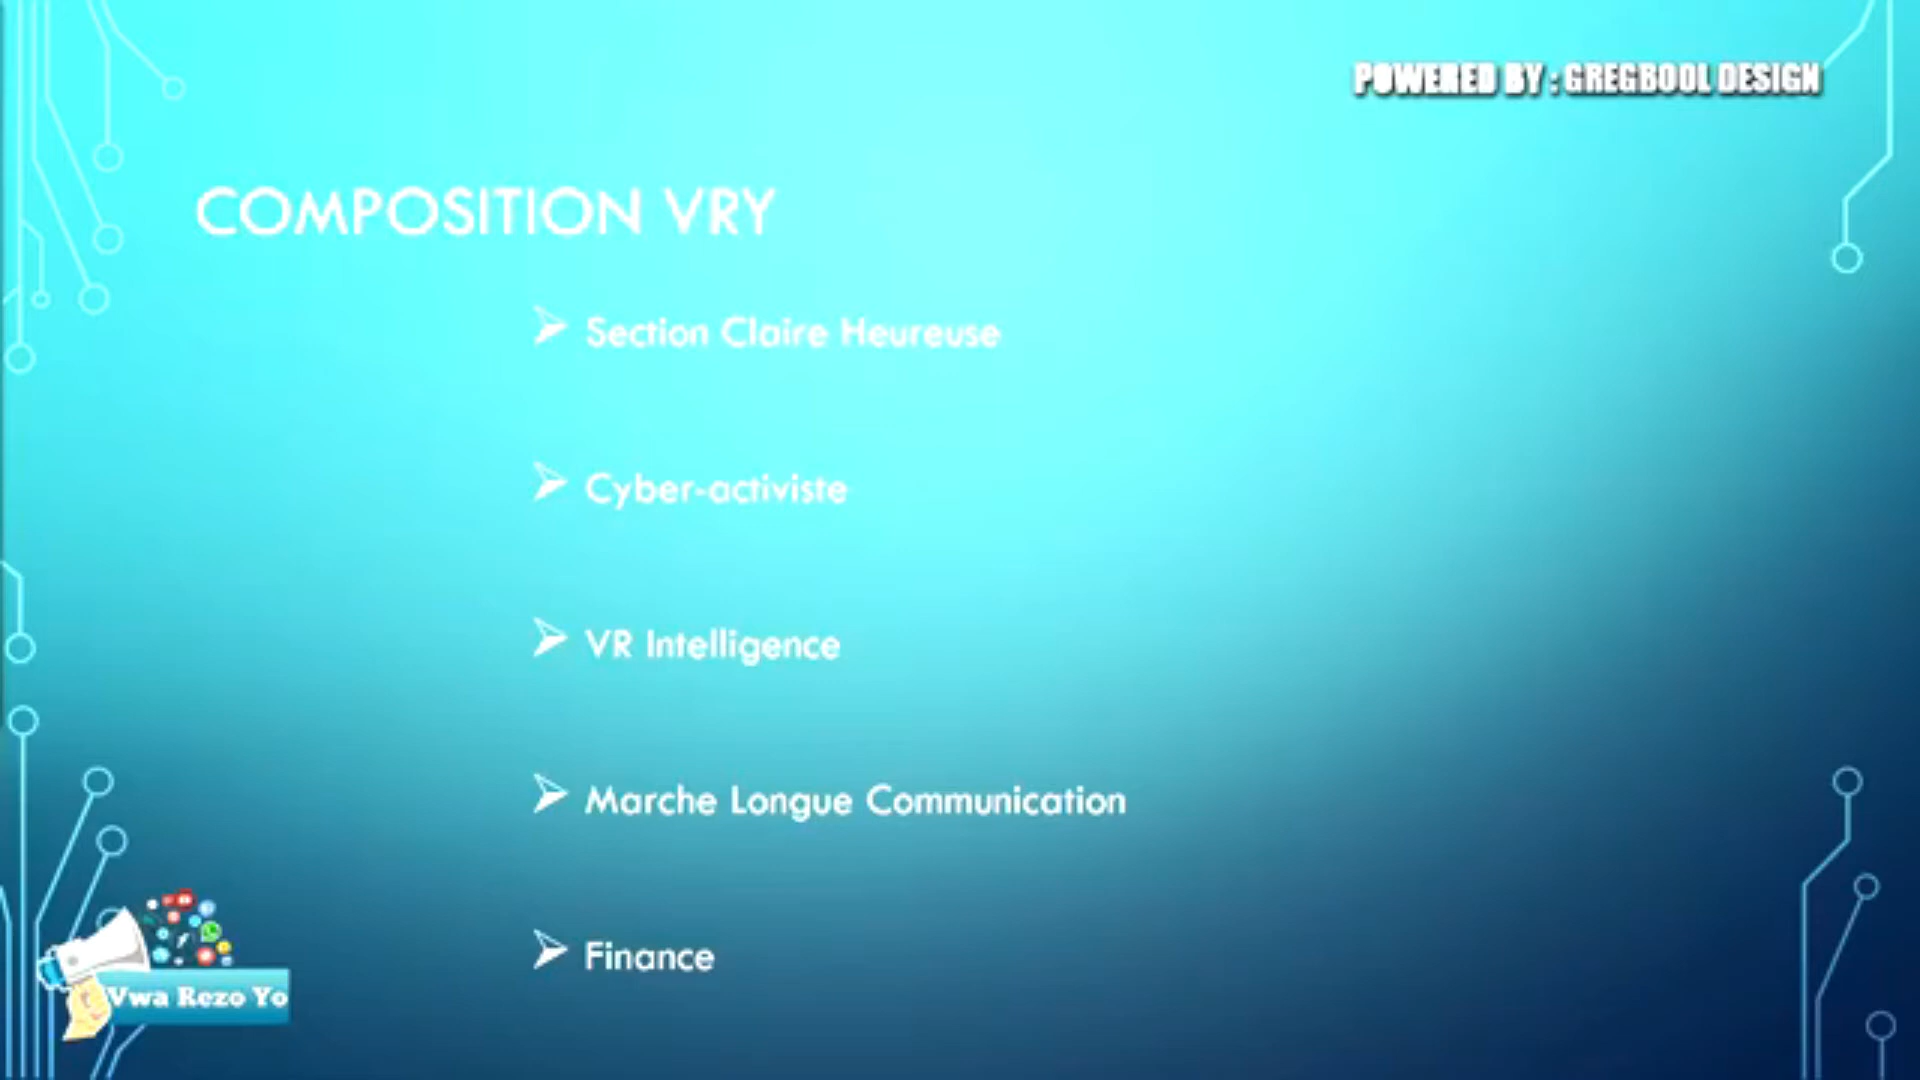 POWERED BY : GREGBOOL DESIGN
COMPOSITION VRY
Section Claire Heureuse
Cyber-activiste
VR Intelligence
Marche Longue Communication
Finance
Vwa Rezo Yo